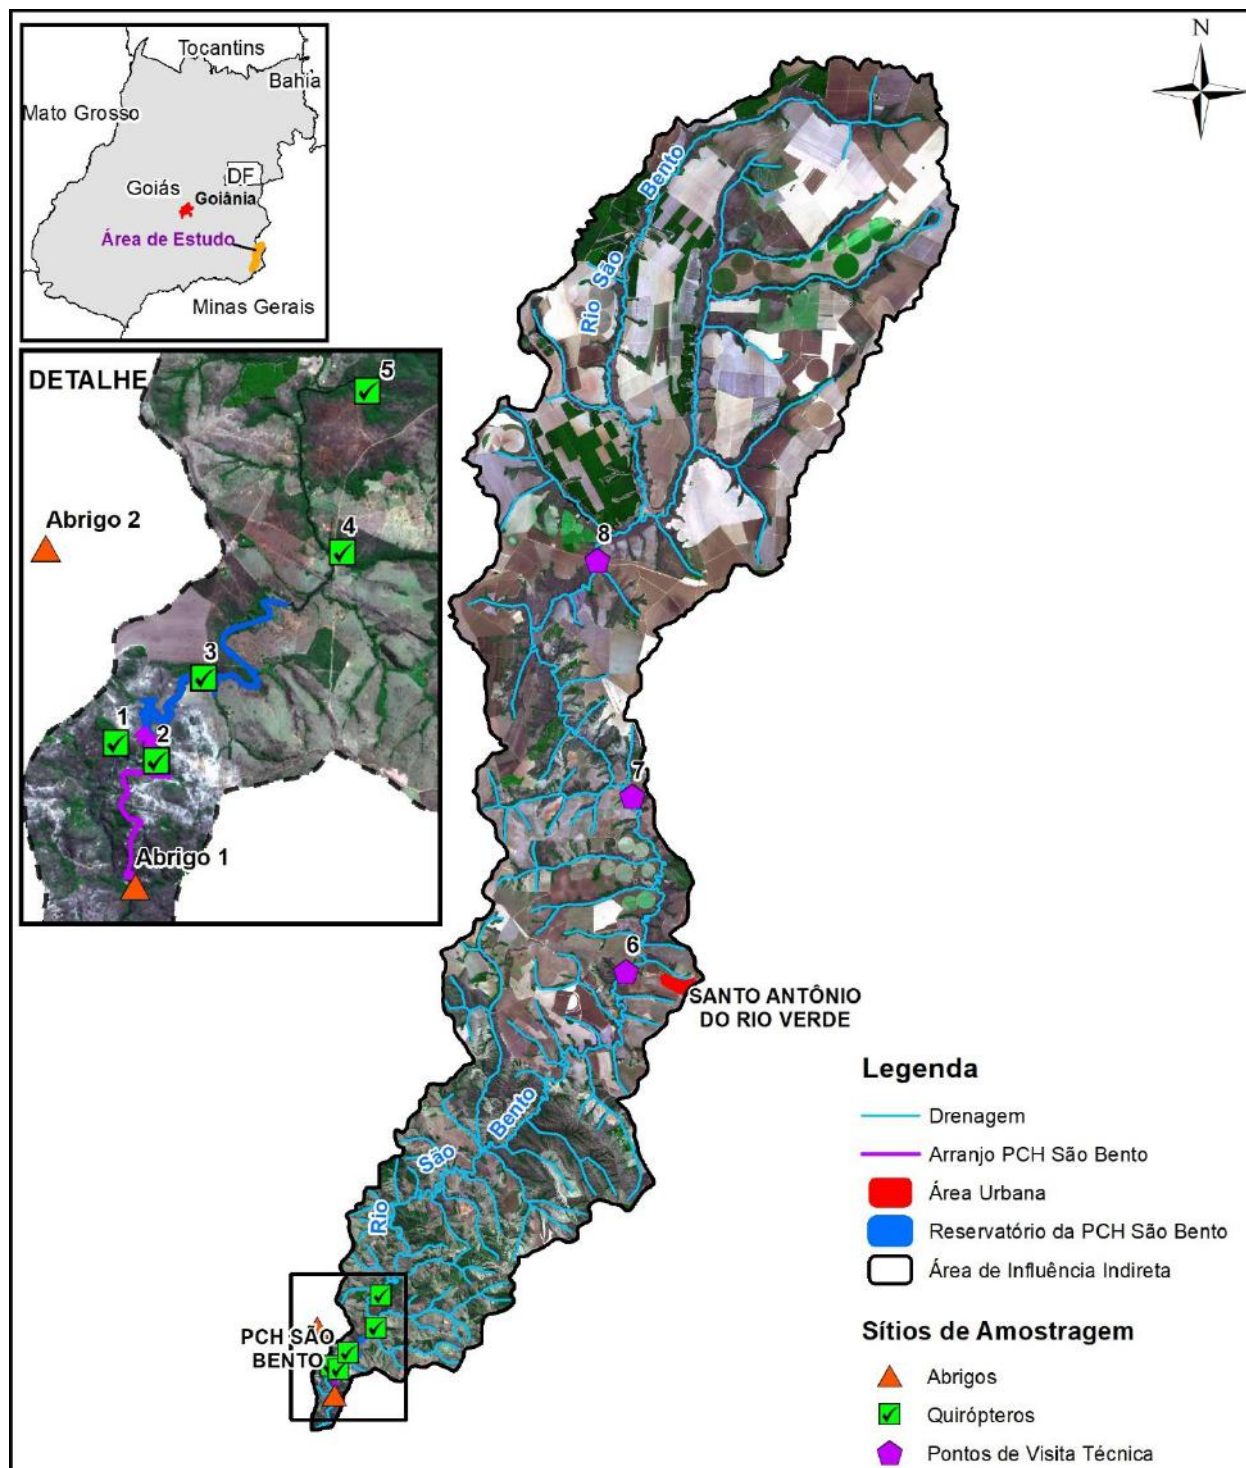 N
Tocantins
Bahia
Mato Grosso
DF
Goiás
Goiânia
Área de Estudo
Minas Gerais
DETALHE
5
Abrigo 2
4
3
1
2
Abrigo 1
Rio São Bento
8
7
6
SANTO ANTÔNIO
DO RIO VERDE
Rio São Bento
PCH SÃO
BENTO
Legenda
Drenagem
Arranjo PCH São Bento
Área Urbana
Reservatório da PCH São Bento
Área de Influência Indireta
Sítios de Amostragem
Abrigos
Quirópteros
Pontos de Visita Técnica